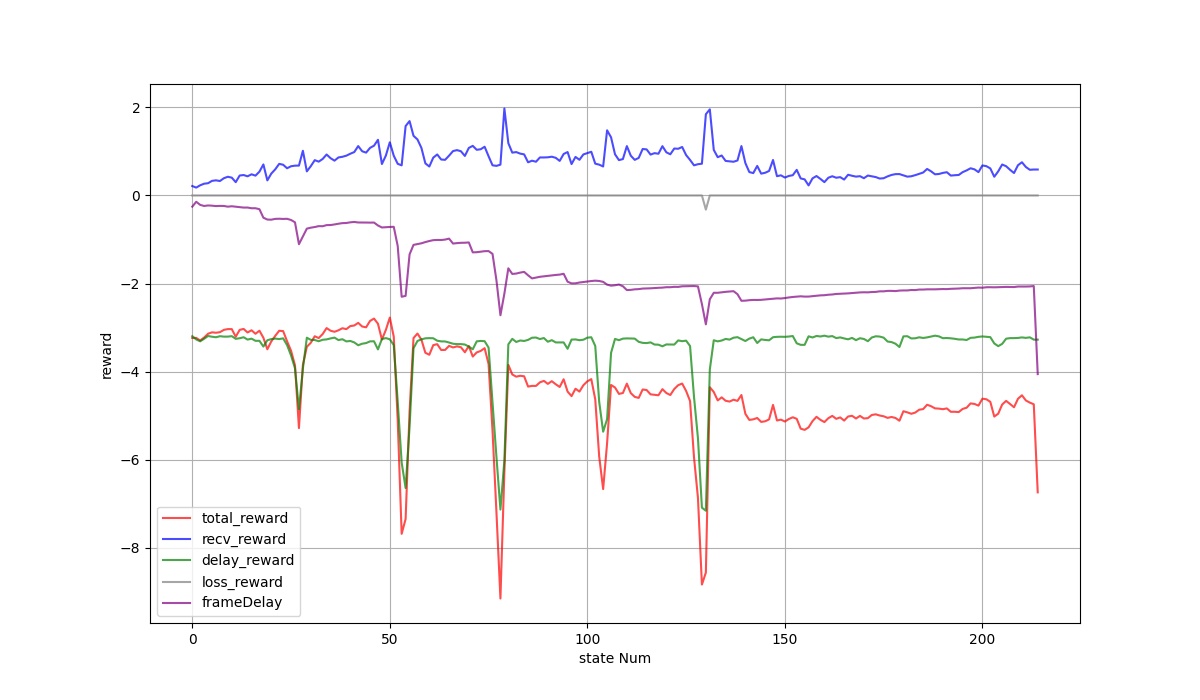 2
0
−2
−4
−6
−8
reward
0
50
100
150
200
state Num
total_reward
recv_reward
delay_reward
loss_reward
frameDelay